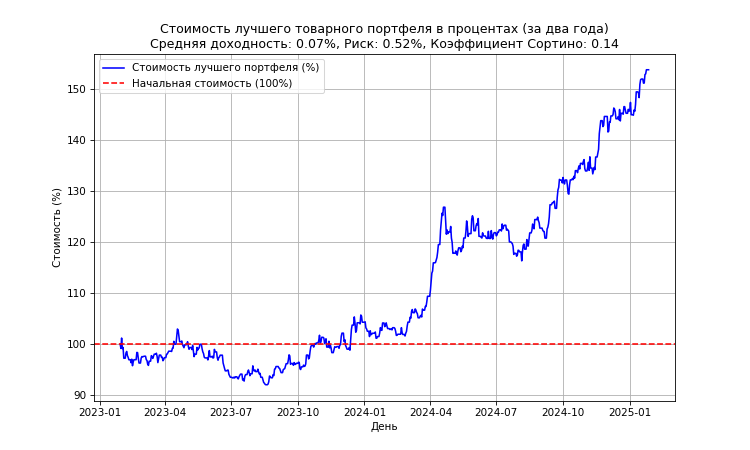 Стоимость лучшего товарного портфеля в процентах (за два года)
Средняя доходность: 0.07%, Риск: 0.52%, Коэффициент Сортино: 0.14
Стоимость лучшего портфеля (%)
Начальная стоимость (100%)
Стоимость (%)
150
140
130
120
110
100
90
2023-01 2023-04 2023-07 2023-10 2024-01 2024-04 2024-07 2024-10 2025-01
День